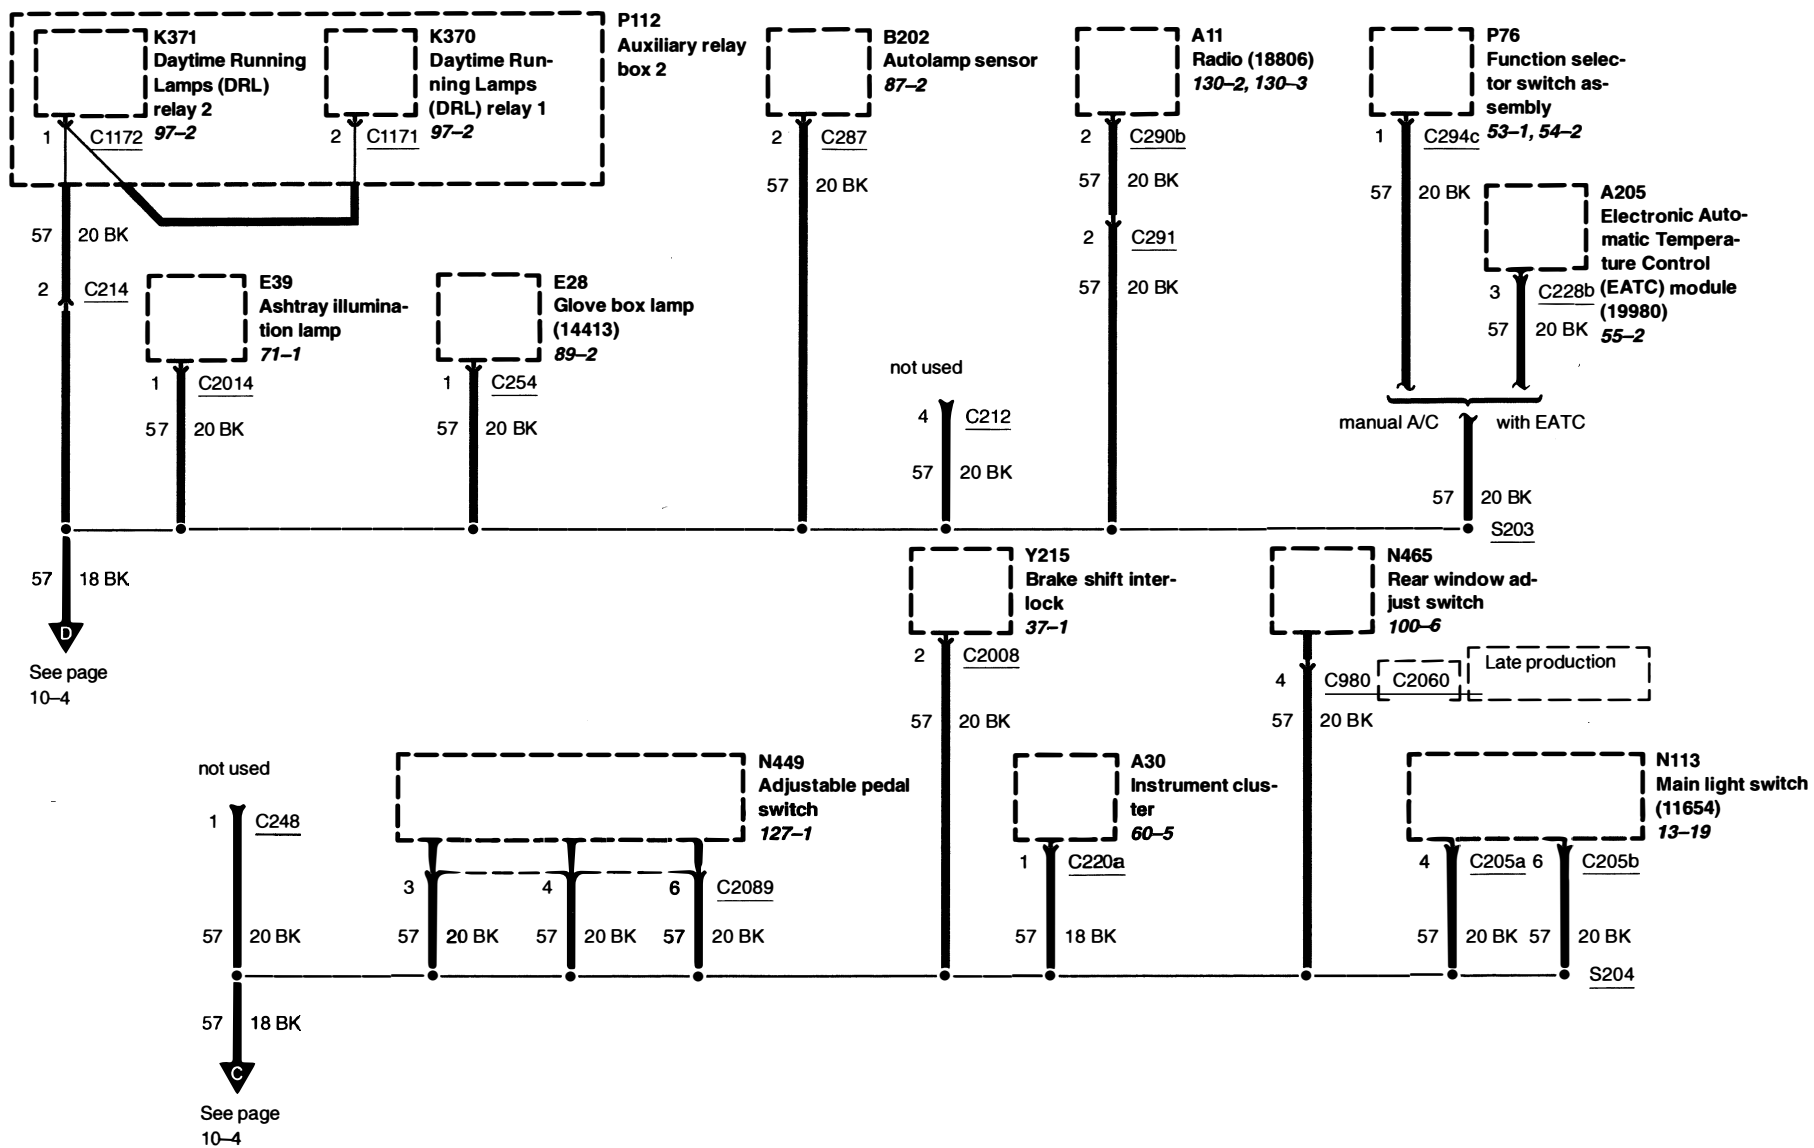 P112
Auxiliary relay
box 2
K371
Daytime Running
Lamps (DRL)
relay 2
97–2
1 C1172
K370
Daytime Run-
ning Lamps
(DRL) relay 1
97–2
2 C1171
57 20 BK
2 C214
B202
Autolamp sensor
87–2
2 C287
57 20 BK
A11
Radio (18806)
130–2, 130–3
2 C290b
57 20 BK
2 C291
57 20 BK
P76
Function selec-
tor switch as-
sembly
53–1, 54–2
1 C294c
57 20 BK
A205
Electronic Auto-
matic Tempera-
ture Control
(EATC) module
(19980)
55–2
3 C228b
57 20 BK
manual A/C with EATC
57 20 BK
E39
Ashtray illumina-
tion lamp
71–1
1 C2014
57 20 BK
E28
Glove box lamp
(14413)
89–2
1 C254
57 20 BK
not used
4 C212
57 20 BK
S203
57 18 BK
D
See page
10–4
Y215
Brake shift inter-
lock
37–1
2 C2008
57 20 BK
N465
Rear window ad-
just switch
100–6
4 C980 C2060
Late production
57 20 BK
not used
1 C248
57 20 BK
N449
Adjustable pedal
switch
127–1
3 4 6 C2089
57 20 BK 57 20 BK 57 20 BK
A30
Instrument clus-
ter
60–5
1 C220a
57 18 BK
N113
Main light switch
(11654)
13–19
4 C205a 6 C205b
57 20 BK 57 20 BK
S204
57 18 BK
C
See page
10–4